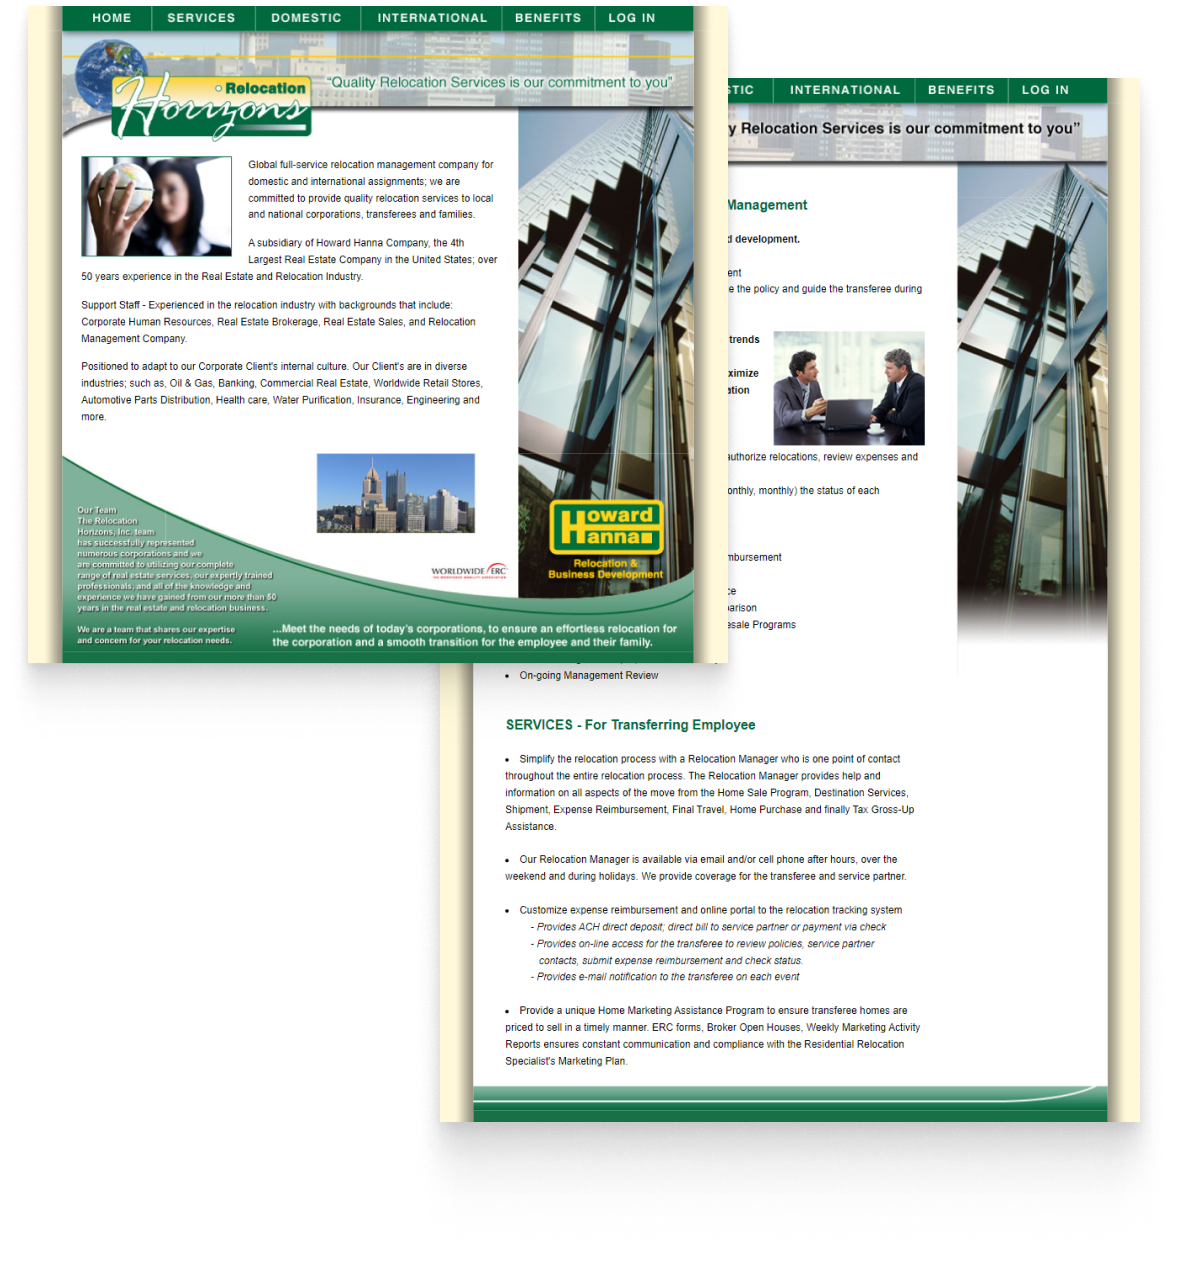 HOME SERVICES DOMESTIC INTERNATIONAL BENEFITS LOG IN
Relocation
Horizons
“Quality Relocation Services is our commitment to you”
Global full-service relocation management company for
domestic and international assignments; we are
committed to provide quality relocation services to local
and national corporations, transferees and families.
A subsidiary of Howard Hanna Company, the 4th
Largest Real Estate Company in the United States; over
50 years experience in the Real Estate and Relocation Industry.
Support Staff - Experienced in the relocation industry with backgrounds that include:
Corporate Human Resources, Real Estate Brokerage, Real Estate Sales, and Relocation
Management Company.
Positioned to adapt to our Corporate Client's internal culture. Our Client's are in diverse
industries; such as, Oil & Gas, Banking, Commercial Real Estate, Worldwide Retail Stores,
Automotive Parts Distribution, Health care, Water Purification, Insurance, Engineering and
more.
Our Team
The Relocation
Horizons, Inc. team
has successfully represented
numerous corporations and we
are committed to utilizing our complete
range of real estate services, our expertly trained
professionals, and all of the knowledge and
experience we have gained from our more than 50
years in the real estate and relocation business.
We are a team that shares our expertise
and concern for your relocation needs.
WORLDWIDE ERC
Howard
Hanna
Relocation &
Business Development
...Meet the needs of today's corporations, to ensure an effortless relocation for
the corporation and a smooth transition for the employee and their family.
STIC INTERNATIONAL BENEFITS LOG IN
y Relocation Services is our commitment to you”
Management
d development.
ent
e the policy and guide the transferee during
trends
ximize
ation
authorize relocations, review expenses and
onthly, monthly) the status of each
mbursement
ce
parison
esale Programs
• On-going Management Review
SERVICES - For Transferring Employee
• Simplify the relocation process with a Relocation Manager who is one point of contact
throughout the entire relocation process. The Relocation Manager provides help and
information on all aspects of the move from the Home Sale Program, Destination Services,
Shipment, Expense Reimbursement, Final Travel, Home Purchase and finally Tax Gross-Up
Assistance.
• Our Relocation Manager is available via email and/or cell phone after hours, over the
weekend and during holidays. We provide coverage for the transferee and service partner.
• Customize expense reimbursement and online portal to the relocation tracking system
- Provides ACH direct deposit; direct bill to service partner or payment via check
- Provides on-line access for the transferee to review policies, service partner
contacts, submit expense reimbursement and check status.
- Provides e-mail notification to the transferee on each event
• Provide a unique Home Marketing Assistance Program to ensure transferee homes are
priced to sell in a timely manner. ERC forms, Broker Open Houses, Weekly Marketing Activity
Reports ensures constant communication and compliance with the Residential Relocation
Specialist's Marketing Plan.